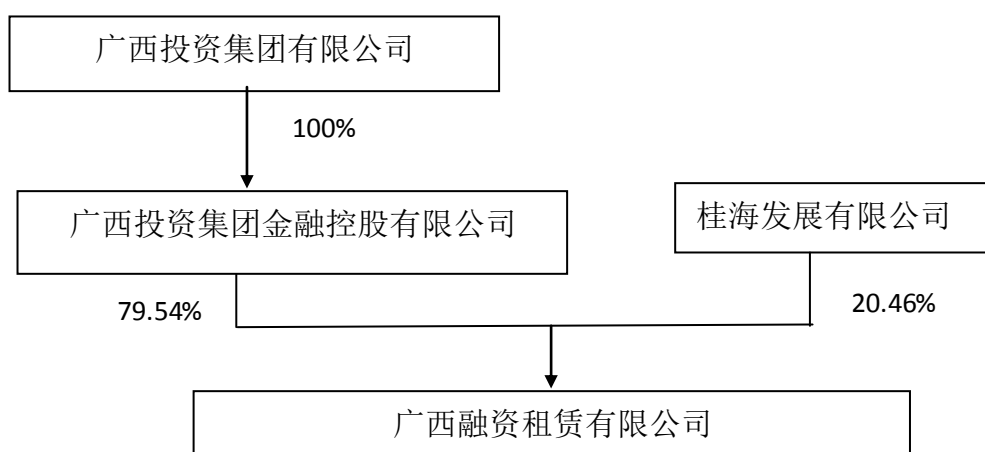 广西投资集团有限公司
100%
广西投资集团金融控股有限公司
桂海发展有限公司
79.54%
20.46%
广西融资租赁有限公司